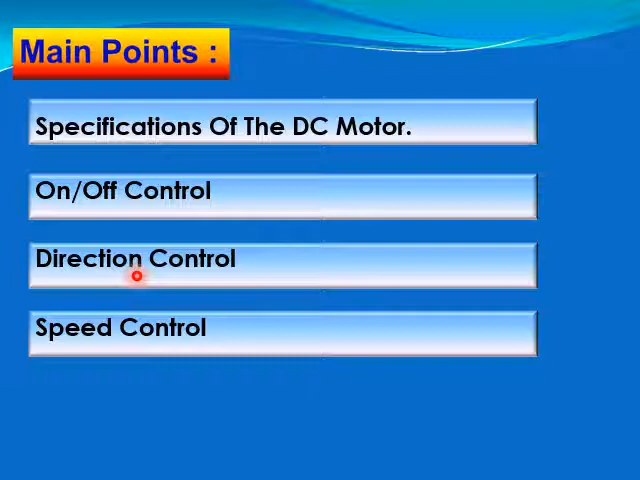 Main Points :
Specifications Of The DC Motor.
On/Off Control
Direction Control
Speed Control